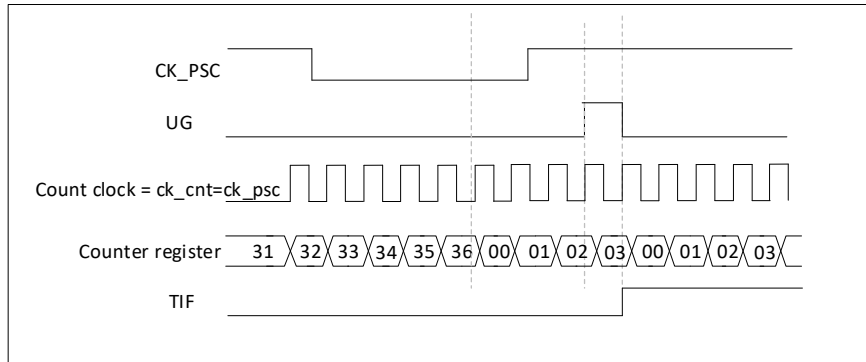 CK_PSC
UG
Count clock = ck_cnt=ck_psc
Counter register 31 32 33 34 35 36 00 01 02 03 00 01 02 03
TIF